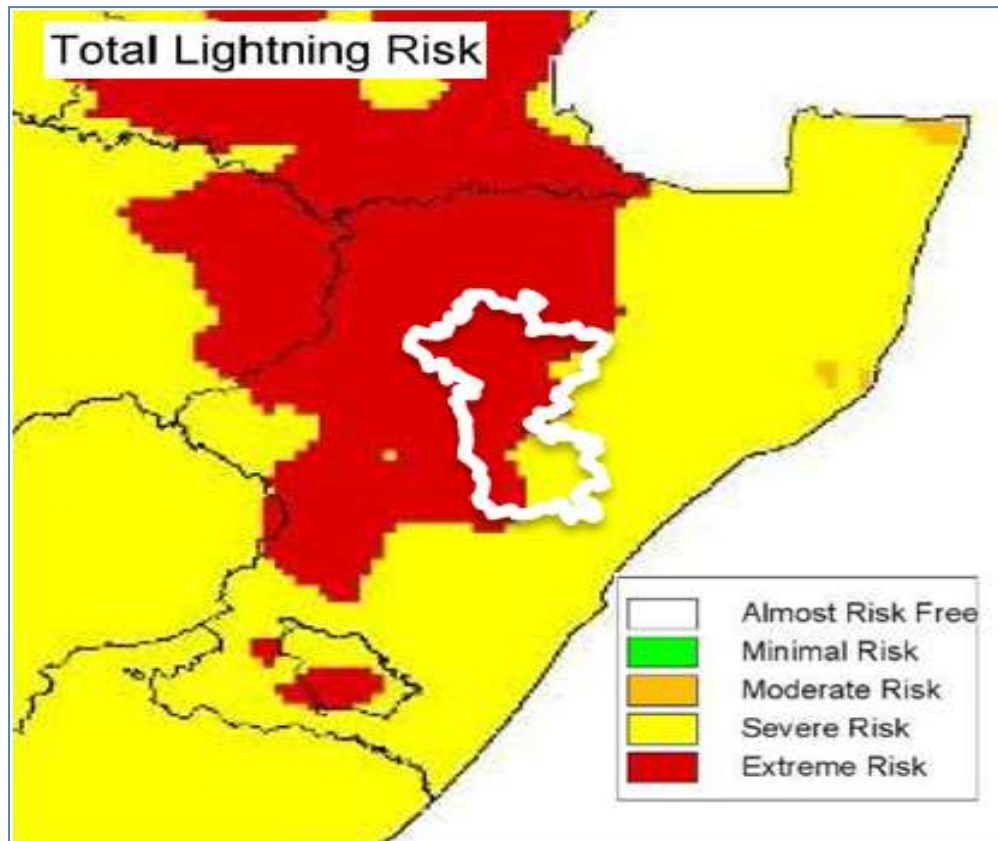 Total Lightning Risk
Almost Risk Free
Minimal Risk
Moderate Risk
Severe Risk
Extreme Risk